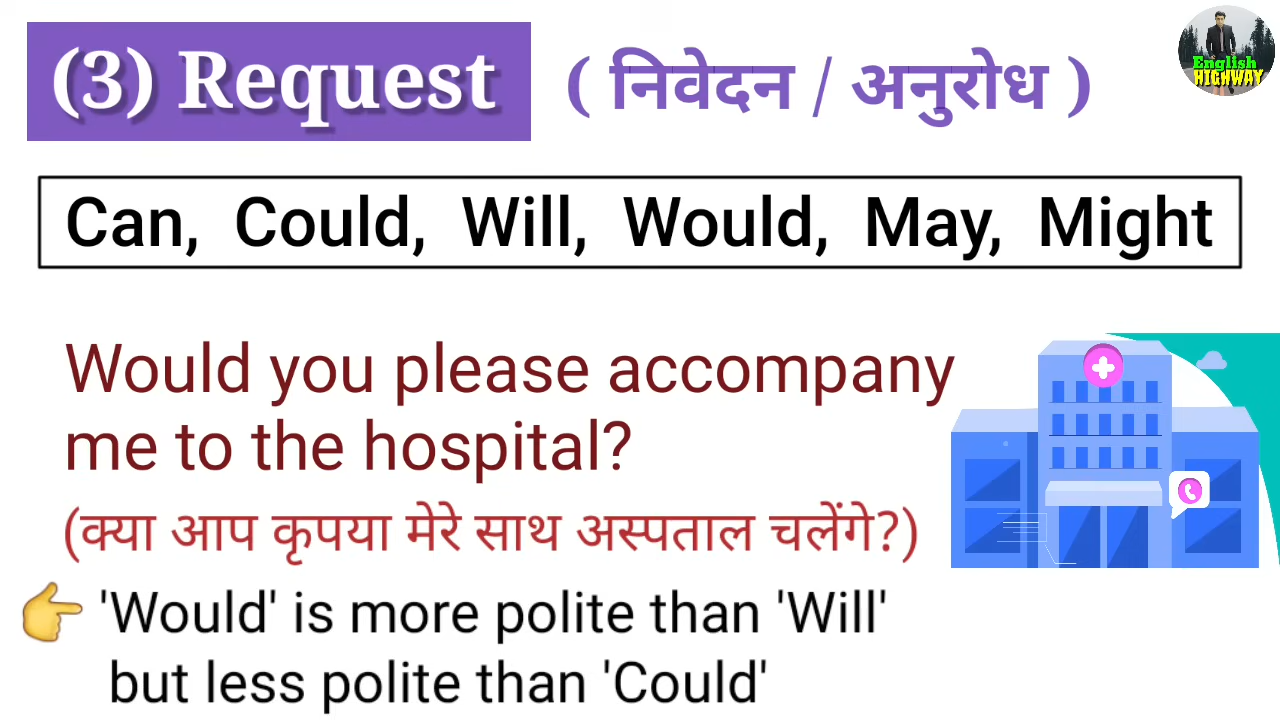 (3) Request ( निवेदन / अनुरोध )
English
HIGHWAY
Can, Could, Will, Would, May, Might
Would you please accompany
me to the hospital?
(क्या आप कृपया मेरे साथ अस्पताल चलेंगे?)
'Would' is more polite than 'Will'
but less polite than 'Could'